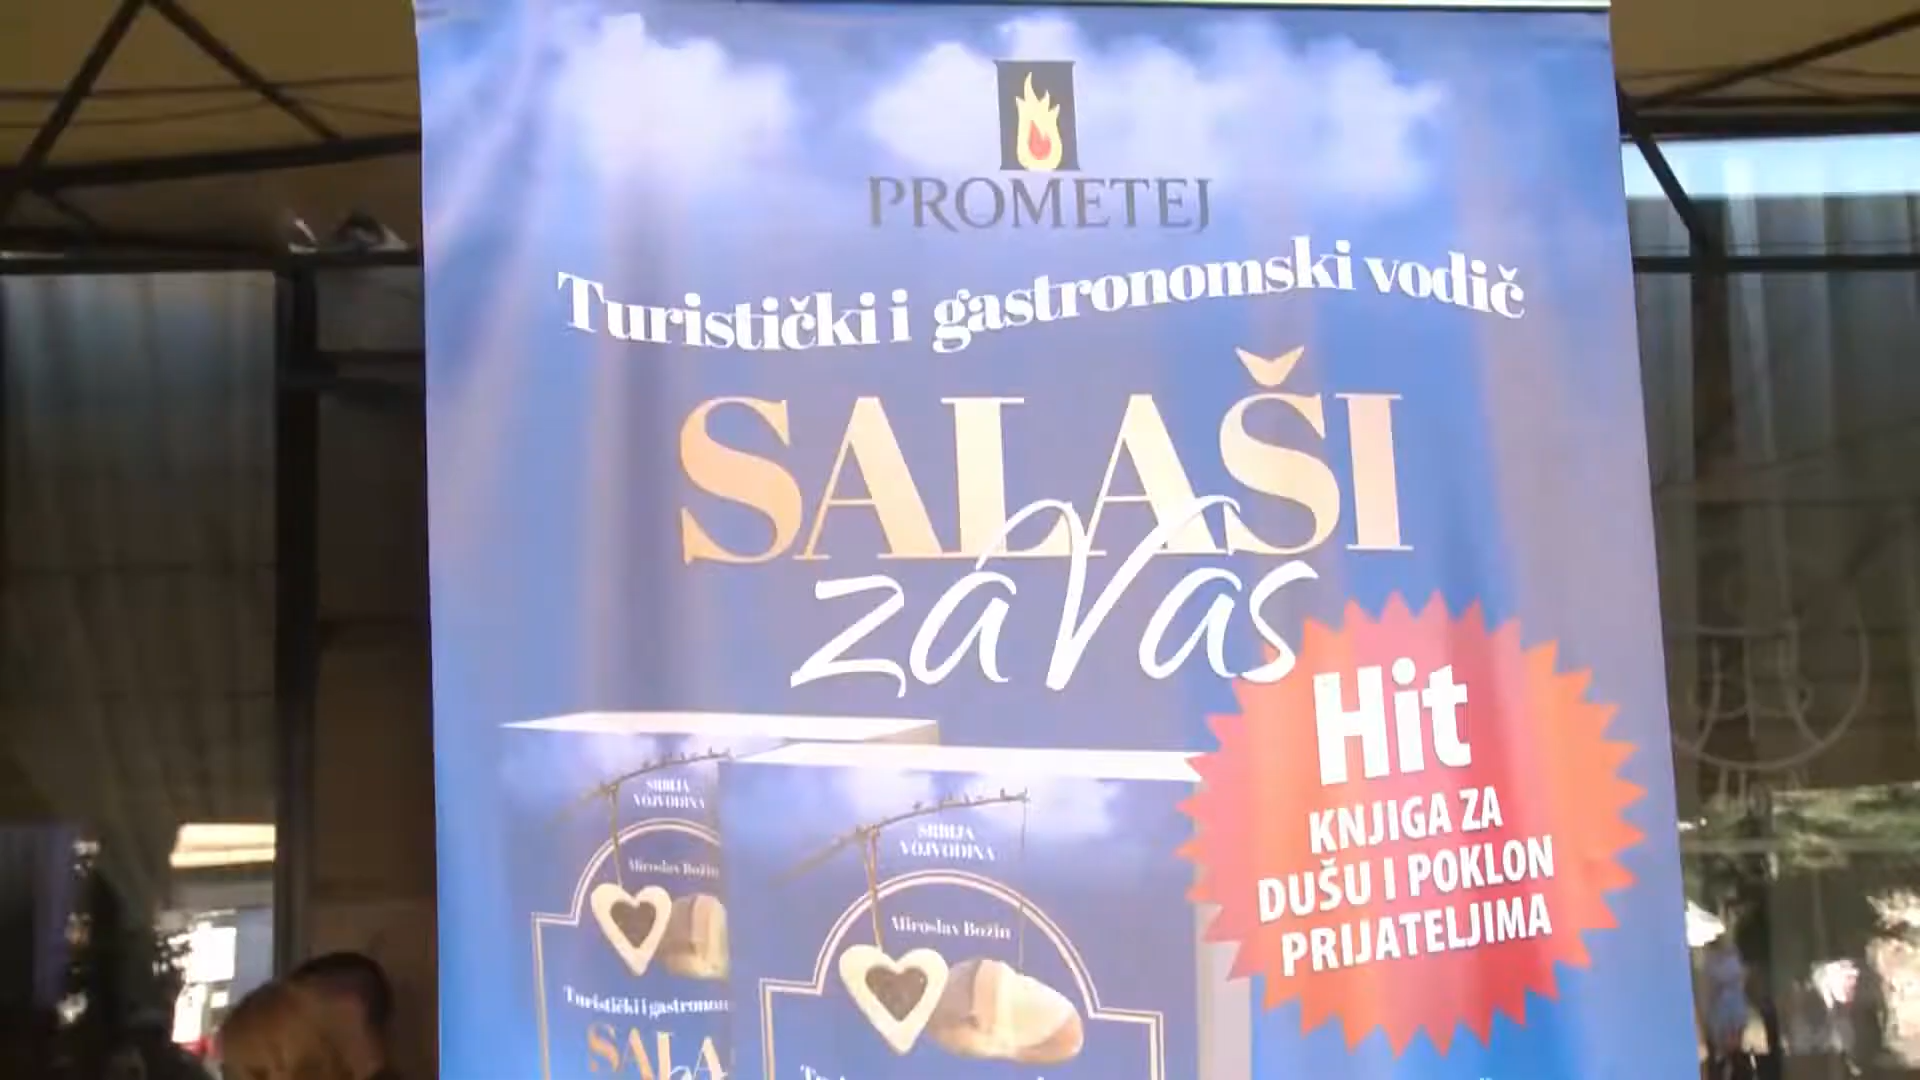 PROMETEJ
Turistički i gastronomski vodič
SALAŠI
za Vas
Hit
KNJIGA ZA
DUŠU I POKLON
PRIJATELJIMA
SRBIJA
VOJVODINA
Miroslav Božin
Turistički i gastronom
SALA
SRBIJA
VOJVODINA
Miroslav Božin